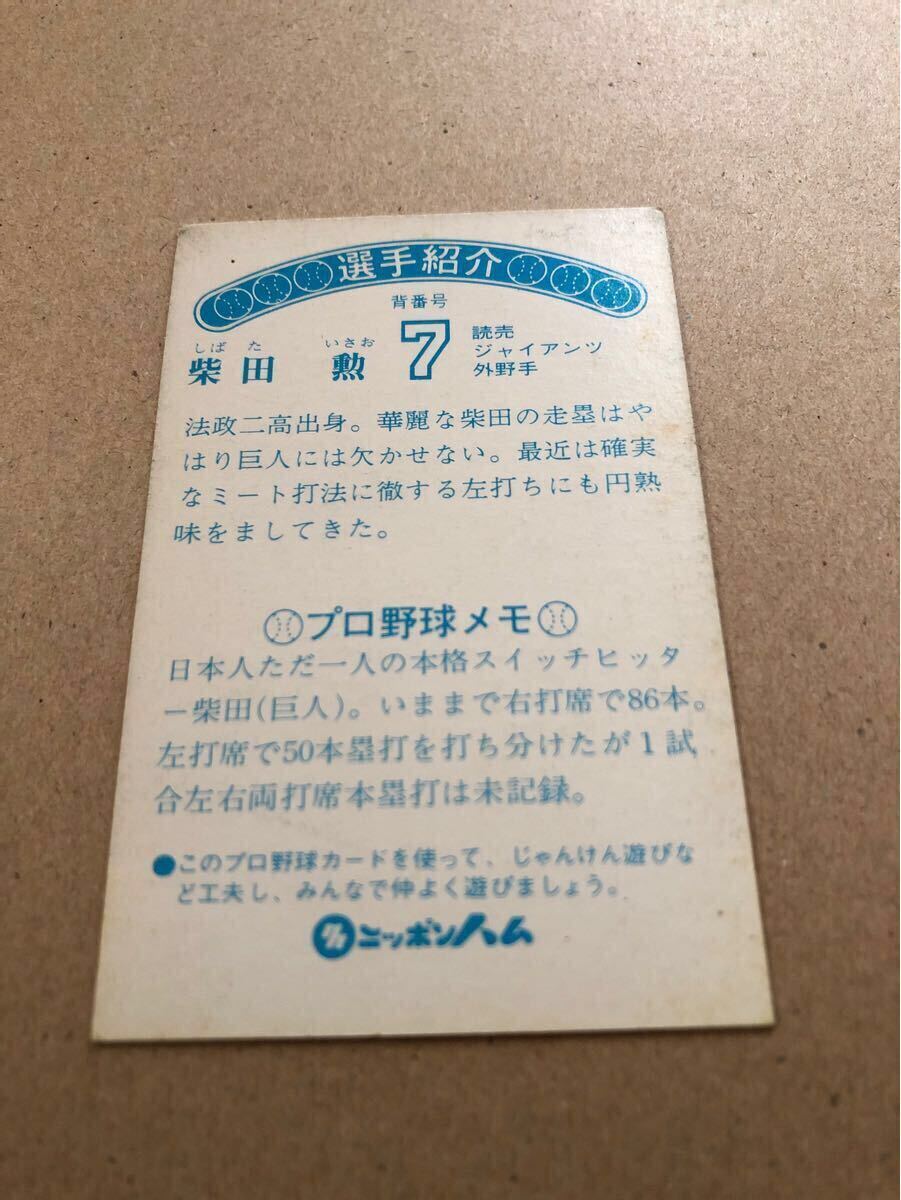 選手紹介
背番号
しばた いさお
柴田 勲 7
読売
ジャイアンツ
外野手
法政二高出身。華麗な柴田の走塁はや
はり巨人には欠かせない。最近は確実
なミート打法に徹する左打ちにも円熟
味をましてきた。
プロ野球メモ
日本人ただ一人の本格スイッチヒッタ
ー柴田(巨人)。いままで右打席で86本。
左打席で50本塁打を打ち分けたが1試
合左右両打席本塁打は未記録。
●このプロ野球カードを使って、じゃんけん遊びな
ど工夫し、みんなで仲よく遊びましょう。
ニッポンハム